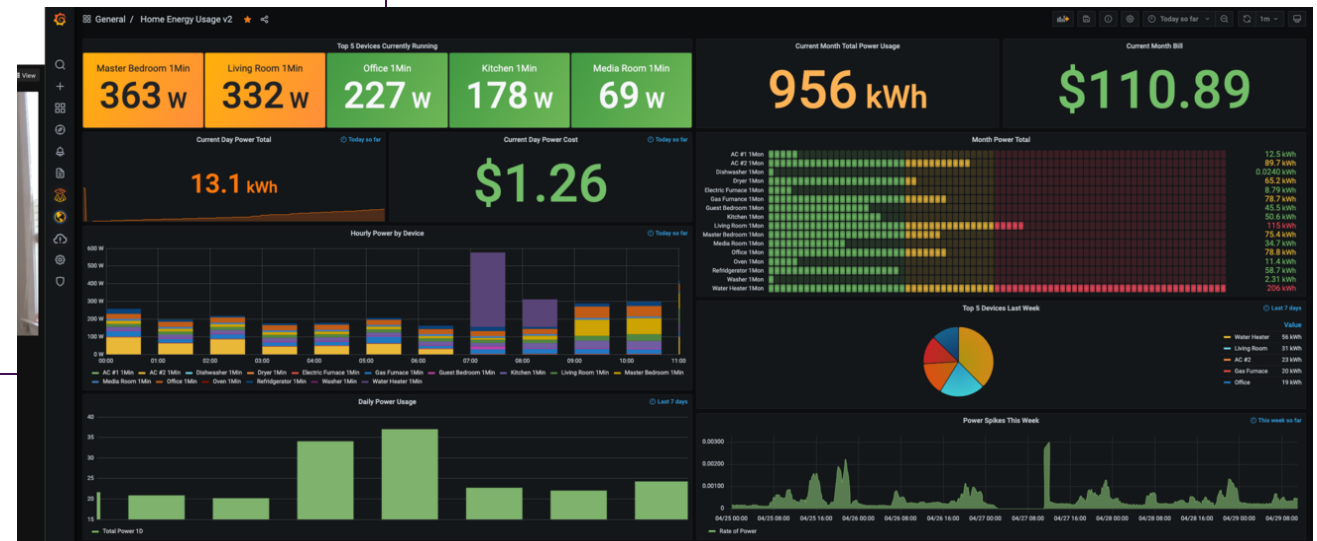 View
General / Home Energy Usage v2
Today so far
1m
Top 5 Devices Currently Running
Master Bedroom 1Min
363 W
Living Room 1Min
332 W
Office 1Min
227 W
Kitchen 1Min
178 W
Media Room 1Min
69 W
Current Month Total Power Usage
956 kWh
Current Month Bill
$110.89
Current Day Power Total
Today so far
13.1 kWh
Current Day Power Cost
Today so far
$1.26
Month Power Total
AC #1 1Mon 12.5 kWh
AC #2 1Mon 89.7 kWh
Dishwasher 1Mon 0.0240 kWh
Dryer 1Mon 65.2 kWh
Electric Furnace 1Mon 8.79 kWh
Gas Furnance 1Mon 78.7 kWh
Guest Bedroom 1Mon 45.5 kWh
Kitchen 1Mon 50.6 kWh
Living Room 1Mon 115 kWh
Master Bedroom 1Mon 75.4 kWh
Media Room 1Mon 34.7 kWh
Office 1Mon 78.8 kWh
Oven 1Mon 11.4 kWh
Refridgerator 1Mon 58.7 kWh
Washer 1Mon 2.31 kWh
Water Heater 1Mon 206 kWh
Hourly Power by Device
Today so far
600 W
500 W
400 W
300 W
200 W
100 W
0 W
00:00 01:00 02:00 03:00 04:00 05:00 06:00 07:00 08:00 09:00 10:00 11:00
AC #1 1Min AC #2 1Min Dishwasher 1Min Dryer 1Min Electric Furnace 1Min Gas Furnace 1Min Guest Bedroom 1Min Kitchen 1Min Living Room 1Min Master Bedroom 1Min
Media Room 1Min Office 1Min Oven 1Min Refridgerator 1Min Washer 1Min Water Heater 1Min
Top 5 Devices Last Week
Last 7 days
Value
Water Heater 56 kWh
Living Room 31 kWh
AC #2 23 kWh
Gas Furnace 20 kWh
Office 19 kWh
Daily Power Usage
Last 7 days
40
35
30
25
20
15
Total Power 1D
Power Spikes This Week
This week so far
0.00300
0.00200
0.00100
0
04/25 00:00 04/25 08:00 04/25 16:00 04/26 00:00 04/26 08:00 04/26 16:00 04/27 00:00 04/27 08:00 04/27 16:00 04/28 00:00 04/28 08:00 04/28 16:00 04/29 00:00 04/29 08:00
Rate of Power